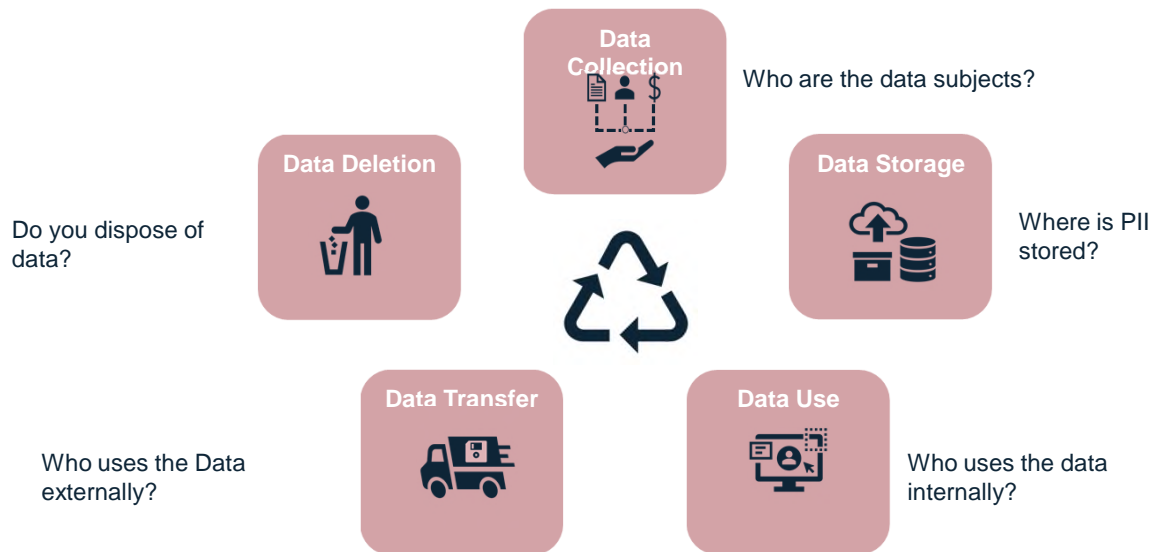 Data
Collection
$
Who are the data subjects?
Data Storage
Where is PII
stored?
Data Use
Who uses the data
internally?
Data Transfer
Who uses the Data
externally?
Data Deletion
Do you dispose of
data?